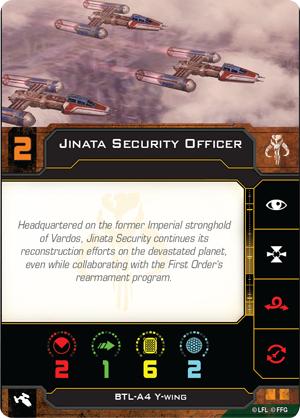 2 JINATA SECURITY OFFICER
Headquartered on the former Imperial stronghold
of Vardos, Jinata Security continues its
reconstruction efforts on the devastated planet,
even while collaborating with the First Order's
rearmament program.
2 1 6 2
BTL-A4 Y-WING
©LFL ©FFG